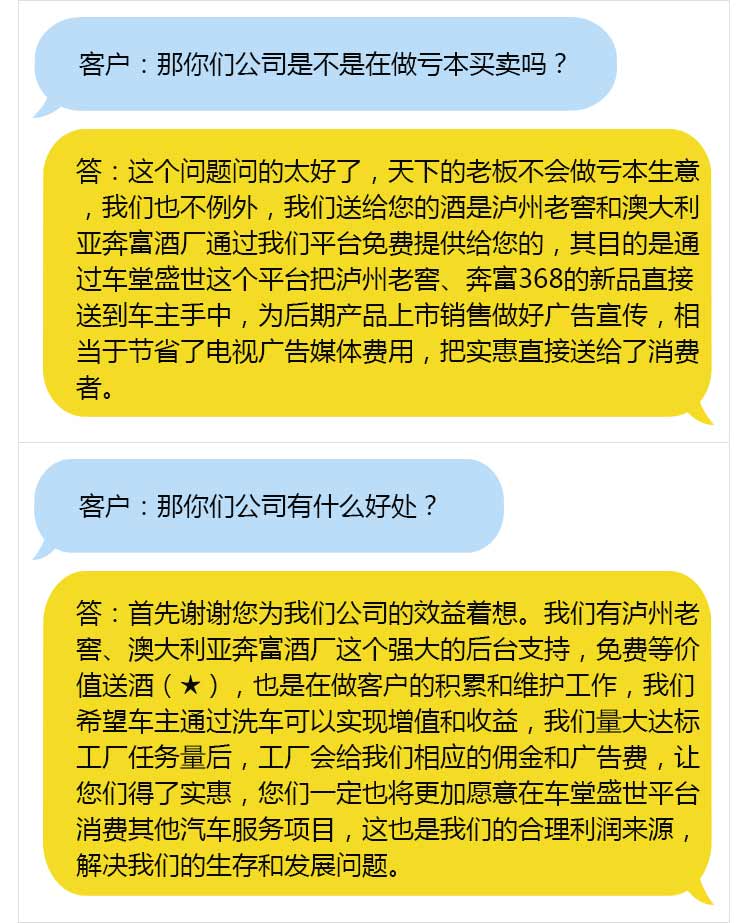 客户：那你们公司是不是在做亏本买卖吗？
答：这个问题问的太好了，天下的老板不会做亏本生意
，我们也不例外，我们送给您的酒是泸州老窖和澳大利
亚奔富酒厂通过我们平台免费提供给您的，其目的是通
过车堂盛世这个平台把泸州老窖、奔富368的新品直接
送到车主手中，为后期产品上市销售做好广告宣传，相
当于节省了电视广告媒体费用，把实惠直接送给了消费
者。
客户：那你们公司有什么好处？
答：首先谢谢您为我们公司的效益着想。我们有泸州老
窖、澳大利亚奔富酒厂这个强大的后台支持，免费等价
值送酒（★），也是在做客户的积累和维护工作，我们
希望车主通过洗车可以实现增值和收益，我们量大达标
工厂任务量后，工厂会给我们相应的佣金和广告费，让
您们得了实惠，您们一定也将更加愿意在车堂盛世平台
消费其他汽车服务项目，这也是我们的合理利润来源，
解决我们的生存和发展问题。